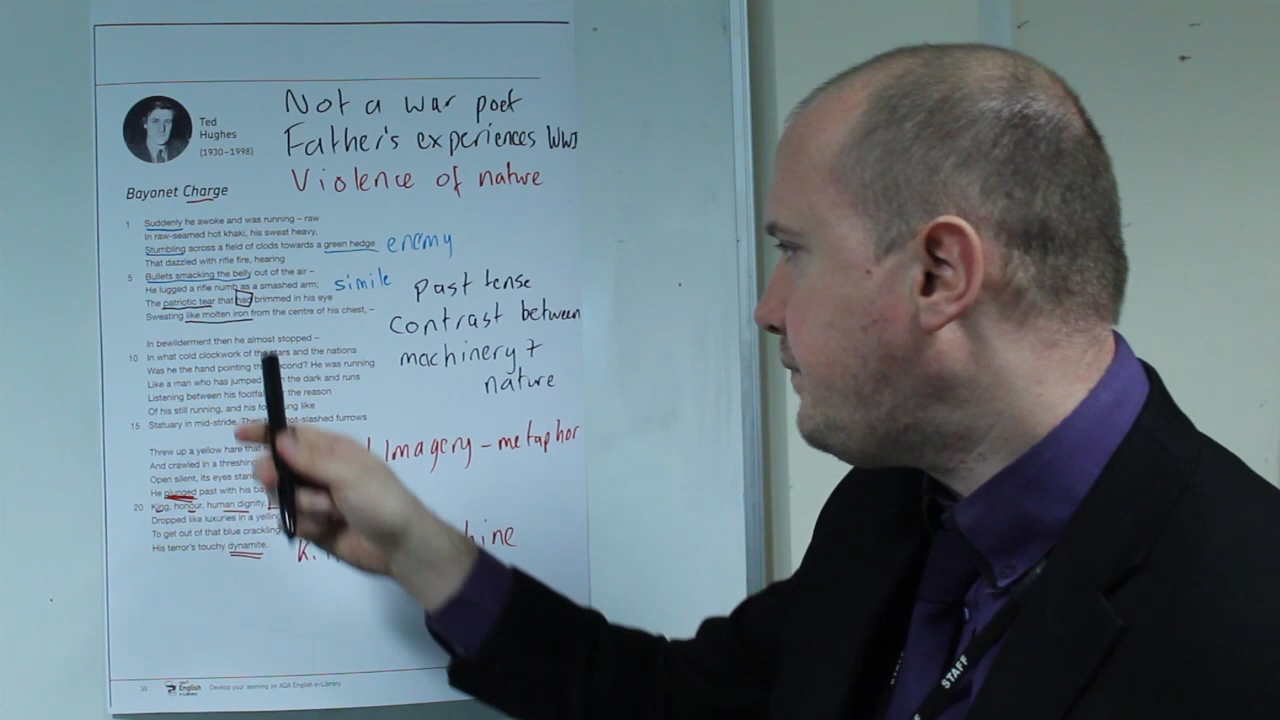 Ted
Hughes
(1930–1998)
Not a war poet
Father's experiences WW1
Violence of nature
Bayonet Charge
1 Suddenly he awoke and was running – raw
In raw-seamed hot khaki, his sweat heavy,
Stumbling across a field of clods towards a green hedge
enemy
That dazzled with rifle fire, hearing
5 Bullets smacking the belly out of the air –
He lugged a rifle numb as a smashed arm;
simile
The patriotic tear that had brimmed in his eye
Sweating like molten iron from the centre of his chest, –
past tense
contrast between
machinery +
nature
In bewilderment then he almost stopped –
10 In what cold clockwork of the stars and the nations
Was he the hand pointing that second? He was running
Like a man who has jumped in the dark and runs
Listening between his footfalls the reason
Of his still running, and his foot hung like
15 Statuary in mid-stride. Then shot-slashed furrows
Imagery – metaphor
Threw up a yellow hare that
And crawled in a threshing
Open silent, its eyes
He plunged past with his
20 King, honour, human dignity,
Dropped like luxuries in a yelling
To get out of that blue crackling
His terror's touchy dynamite.
English
e-Library
Develop your learning on AQA English e-Library
STAFF